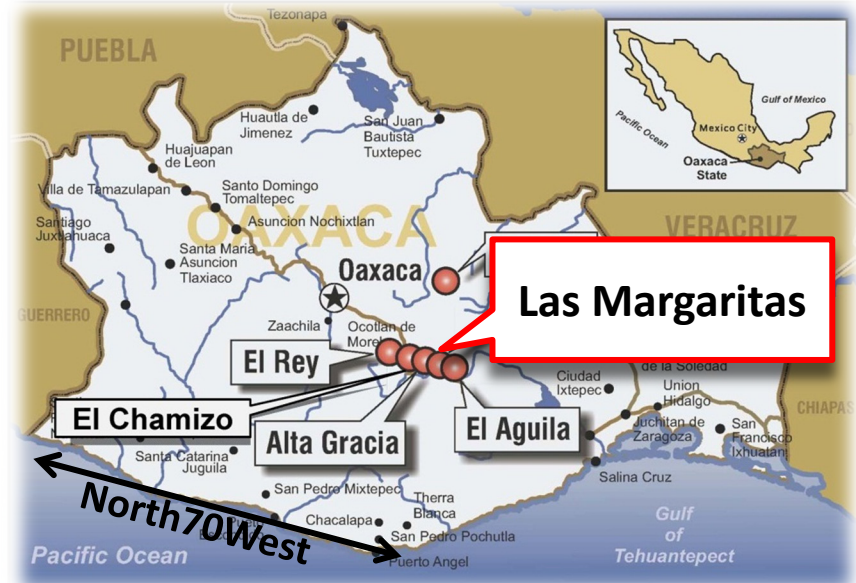 Tezonapa
PUEBLA
Huautla de
Jimenez
San Juan
Bautista
Tuxtepec
Huajuapan
de Leon
Villa de Tamazulapan
Santo Domingo
Tomaltepec
Asuncion Nochixtlan
OAXACA
Santiago
Juxtlahuaca
Santa Maria
Asuncion
Tlaxiaco
Oaxaca
GUERRERO
Zaachila
Ocotlan de
VERACRUZ
Gulf of Mexico
Pacific Ocean
Mexico City
Oaxaca
State
Las Margaritas
El Rey
El Chamizo
Alta Gracia
El Aguila
de la Soledad
Ciudad
Ixtepec
Union
Hidalgo
CHIAPAS
Juchitan de
Zaragoza
San
Francisco
Ixhuatan
Salina Cruz
Santa Catarina
Juguila
San Pedro Mixtepec
Therra
Blanca
Chacalapa
San Pedro Pochutla
Puerto Angel
North70West
Pacific Ocean
Gulf
of
Tehuantepect